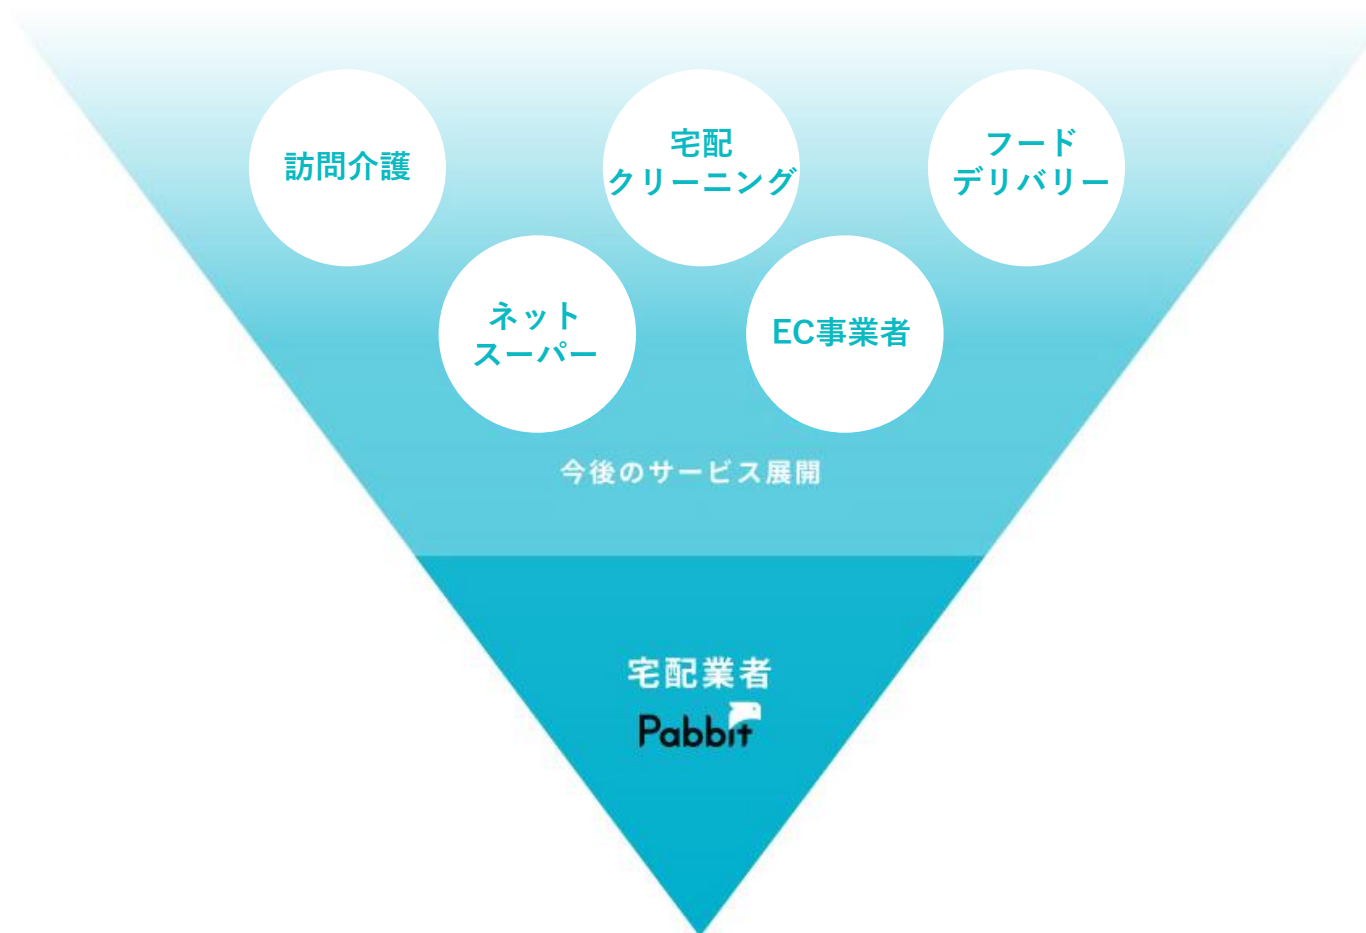 訪問介護
宅配
クリーニング
フード
デリバリー
ネット
スーパー
EC事業者
今後のサービス展開
宅配業者
Pabbit